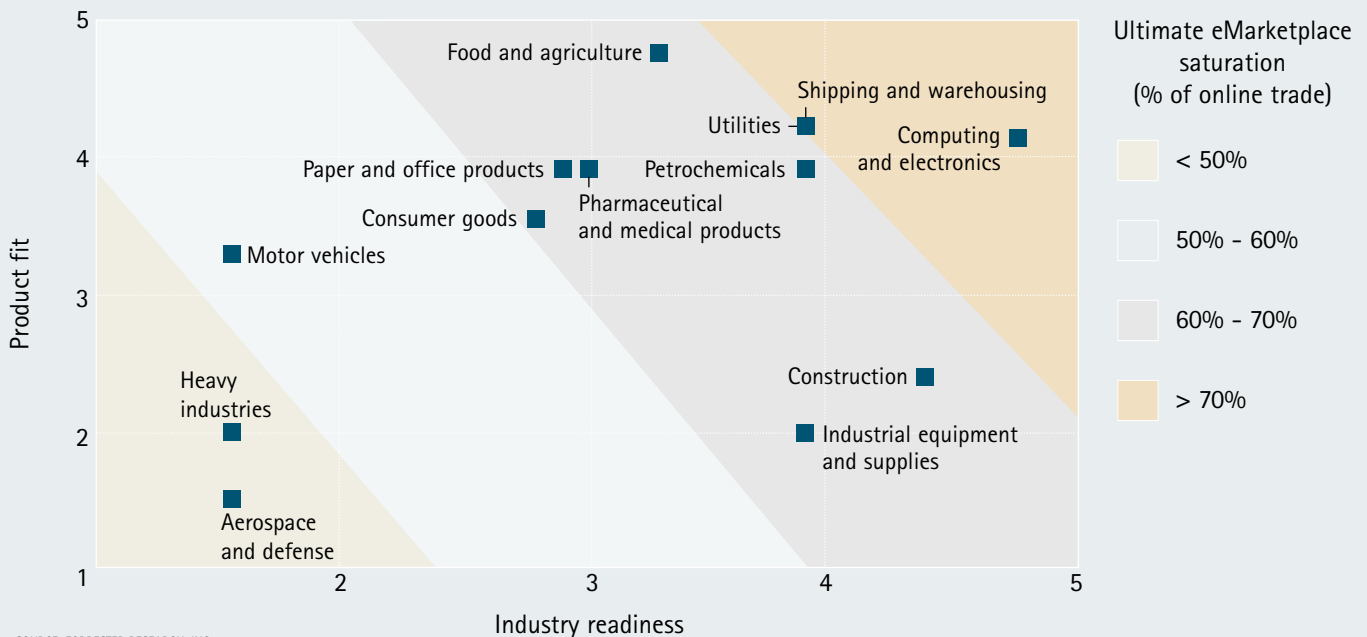 5
4
3
2
1
Product fit
Food and agriculture
Shipping and warehousing
Utilities
Computing
and electronics
Paper and office products
Petrochemicals
Pharmaceutical
and medical products
Consumer goods
Motor vehicles
Heavy
industries
Construction
Industrial equipment
and supplies
Aerospace
and defense
1
2
3
4
5
Industry readiness
Ultimate eMarketplace
saturation
(% of online trade)
< 50%
50% - 60%
60% - 70%
> 70%